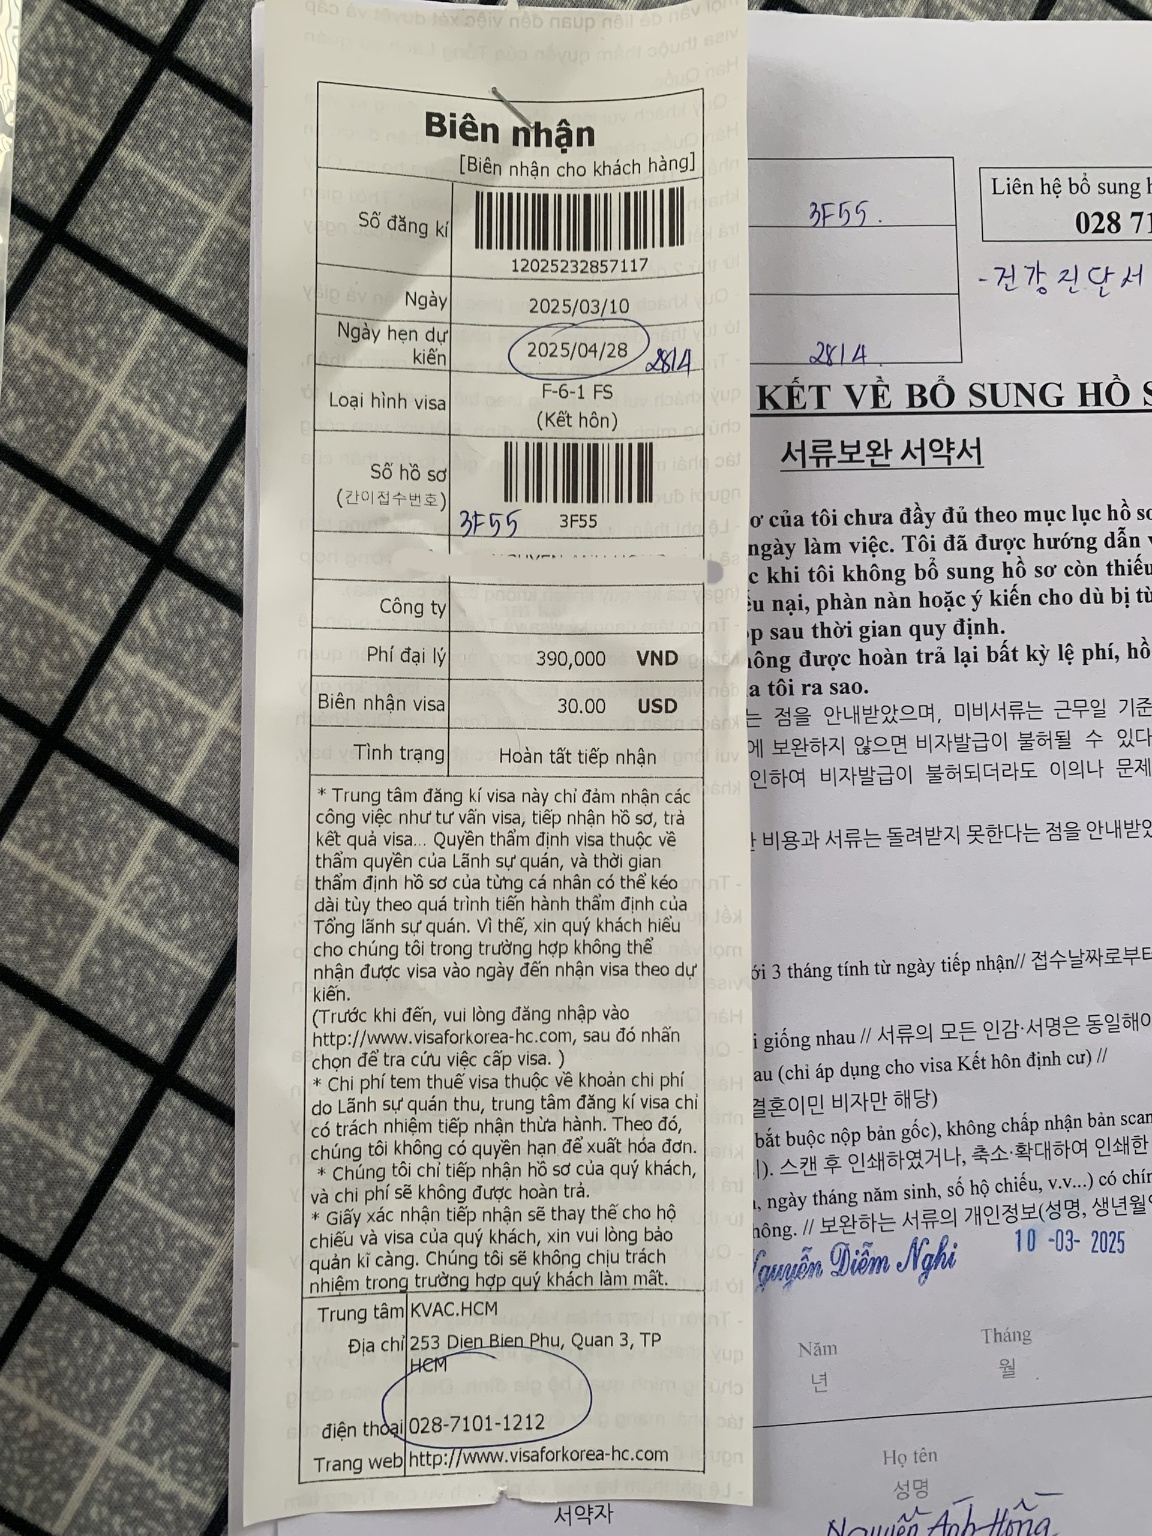 Biên nhận
[Biên nhận cho khách hàng]
Số đăng kí
12025232857117
Ngày 2025/03/10
Ngày hẹn dự kiến 2025/04/28 28/4
Loại hình visa F-6-1 FS
(Kết hôn)
Số hồ sơ
(간이접수번호)
3F55 3F55
Công ty
Phí đại lý 390,000 VND
Biên nhận visa 30.00 USD
Tình trạng Hoàn tất tiếp nhận
* Trung tâm đăng kí visa này chỉ đảm nhận các
công việc như tư vấn visa, tiếp nhận hồ sơ, trả
kết quả visa... Quyền thẩm định visa thuộc về
thẩm quyền của Lãnh sự quán, và thời gian
thẩm định hồ sơ của từng cá nhân có thể kéo
dài tùy theo quá trình tiến hành thẩm định của
Tổng lãnh sự quán. Vì thế, xin quý khách hiểu
cho chúng tôi trong trường hợp không thể
nhận được visa vào ngày đến nhận visa theo dự
kiến.
(Trước khi đến, vui lòng đăng nhập vào
http://www.visaforkorea-hc.com, sau đó nhấn
chọn để tra cứu việc cấp visa. )
* Chi phí tem thuế visa thuộc về khoản chi phí
do Lãnh sự quán thu, trung tâm đăng kí visa chỉ
có trách nhiệm tiếp nhận thừa hành. Theo đó,
chúng tôi không có quyền hạn để xuất hóa đơn.
* Chúng tôi chỉ tiếp nhận hồ sơ của quý khách,
và chi phí sẽ không được hoàn trả.
* Giấy xác nhận tiếp nhận sẽ thay thế cho hộ
chiếu và visa của quý khách, xin vui lòng bảo
quản kĩ càng. Chúng tôi sẽ không chịu trách
nhiệm trong trường hợp quý khách làm mất.
Trung tâm KVAC.HCM
Địa chỉ 253 Dien Bien Phu, Quan 3, TP
HCM
điện thoại 028-7101-1212
Trang web http://www.visaforkorea-hc.com
3F55.
28/4
Liên hệ bổ sung
028 71
-건강진단서
KẾT VỀ BỔ SUNG HỒ
서류보완 서약서
của tôi chưa đầy đủ theo mục lục hồ
ngày làm việc. Tôi đã được hướng dẫn
khi tôi không bổ sung hồ sơ còn thiếu
nại, phàn nàn hoặc ý kiến cho dù bị
sau thời gian quy định.
được hoàn trả lại bất kỳ lệ phí, hồ
tôi ra sao.
점을 안내받았으며, 미비서류는 근무일 기준
보완하지 않으면 비자발급이 불허될 수 있다
인하여 비자발급이 불허되더라도 이의나 문제
비용과 서류는 돌려받지 못한다는 점을 안내받았
3 tháng tính từ ngày tiếp nhận// 접수날짜로부터
giống nhau // 서류의 모든 인감·서명은 동일해야
(chỉ áp dụng cho visa Kết hôn định cư) //
결혼이민 비자만 해당)
bắt buộc nộp bản gốc), không chấp nhận bản scan
스캔 후 인쇄하였거나, 축소·확대하여 인쇄한
ngày tháng năm sinh, số hộ chiếu, v.v...) có
không. // 보완하는 서류의 개인정보(성명, 생년월
Nguyễn Diễm Nghi 10 -03- 2025
Năm Tháng
년 월
Họ tên
성명
서약자
Nguyễn Ánh Hồng